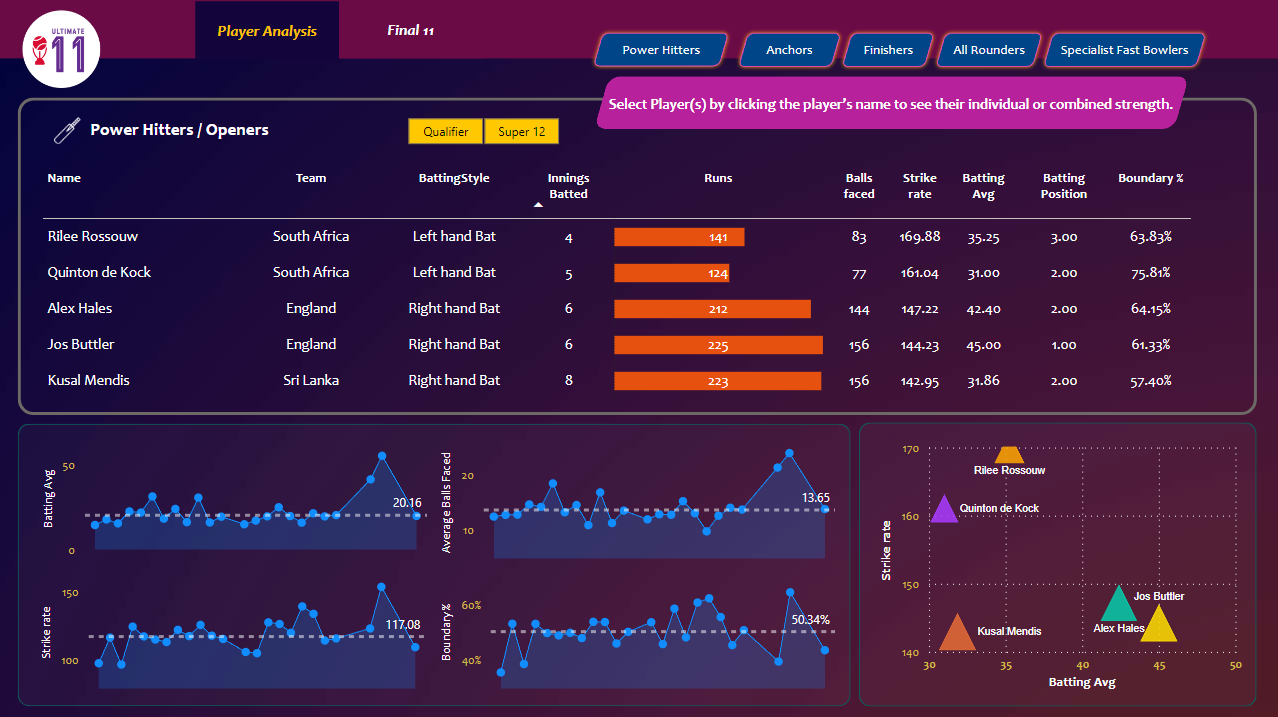 ULTIMATE
11
Player Analysis
Final 11
Power Hitters
Anchors
Finishers
All Rounders
Specialist Fast Bowlers
Select Player(s) by clicking the player's name to see their individual or combined strength.
Power Hitters / Openers
Qualifier
Super 12
Name Team BattingStyle Innings Batted Runs Balls faced Strike rate Batting Avg Batting Position Boundary %
Rilee Rossouw South Africa Left hand Bat 4 141 83 169.88 35.25 3.00 63.83%
Quinton de Kock South Africa Left hand Bat 5 124 77 161.04 31.00 2.00 75.81%
Alex Hales England Right hand Bat 6 212 144 147.22 42.40 2.00 64.15%
Jos Buttler England Right hand Bat 6 225 156 144.23 45.00 1.00 61.33%
Kusal Mendis Sri Lanka Right hand Bat 8 223 156 142.95 31.86 2.00 57.40%
Batting Avg
50
0
20.16
Average Balls Faced
20
10
13.65
Strike rate
150
100
117.08
Boundary%
60%
40%
50.34%
Strike rate
170
160
150
140
Rilee Rossouw
Quinton de Kock
Jos Buttler
Alex Hales
Kusal Mendis
30 35 40 45 50
Batting Avg